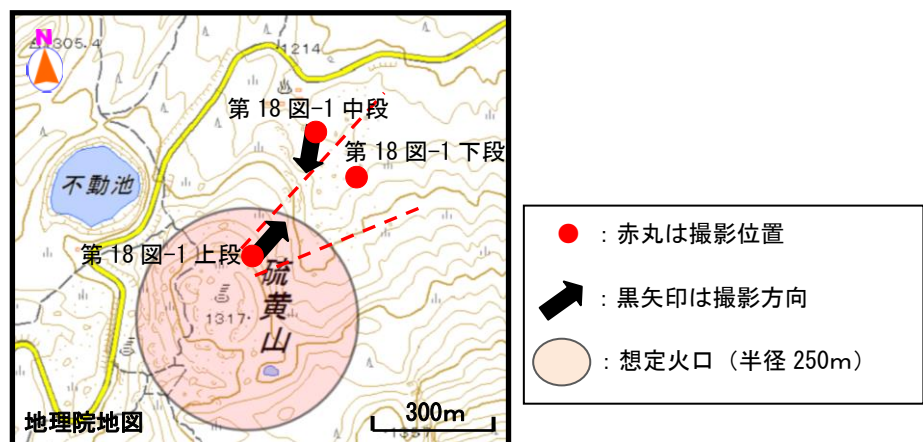 N
1305.4
1214
第 18 図-1 中段
第 18 図-1 下段
不動池
第 18 図-1 上段
硫黄山
1317
地理院地図
300m
：赤丸は撮影位置
：黒矢印は撮影方向
：想定火口（半径 250m）